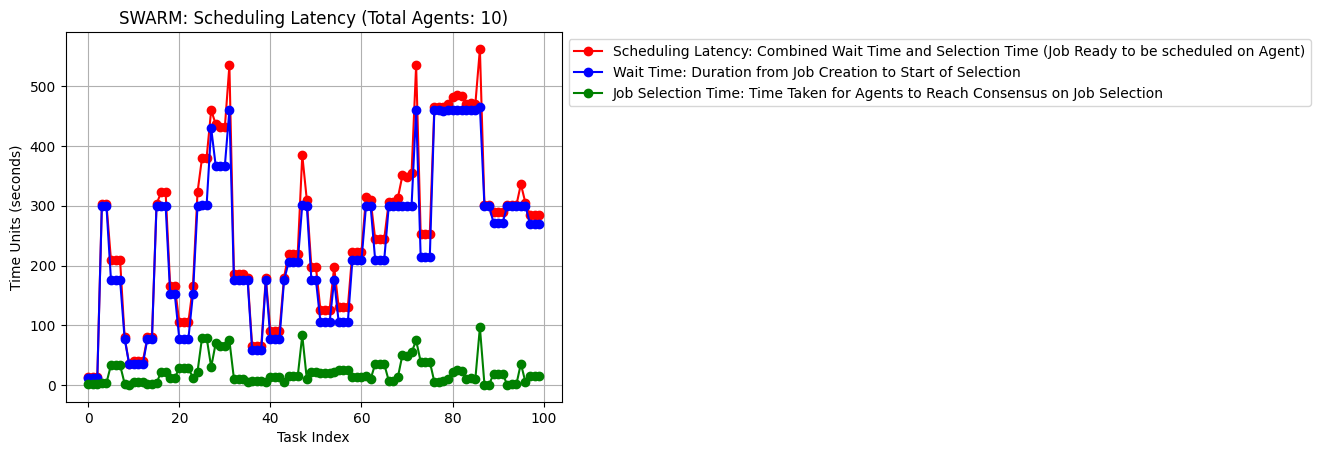 SWARM: Scheduling Latency (Total Agents: 10)
Scheduling Latency: Combined Wait Time and Selection Time (Job Ready to be scheduled on Agent)
Wait Time: Duration from Job Creation to Start of Selection
Job Selection Time: Time Taken for Agents to Reach Consensus on Job Selection
Time Units (seconds)
500
400
300
200
100
0
0 20 40 60 80 100
Task Index